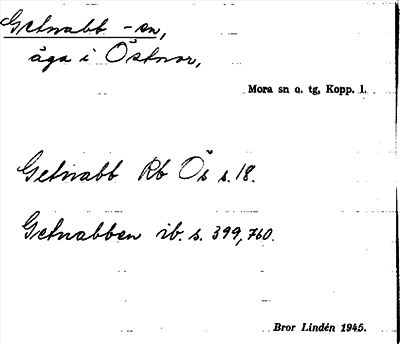 Getnabb -en,
äga i Östnor,
Mora sn o. tg, Kopp. l.
Getnabb Rb Ös s. 18.
Getnabben ib. s. 399, 760.
Bror Lindén 1945.